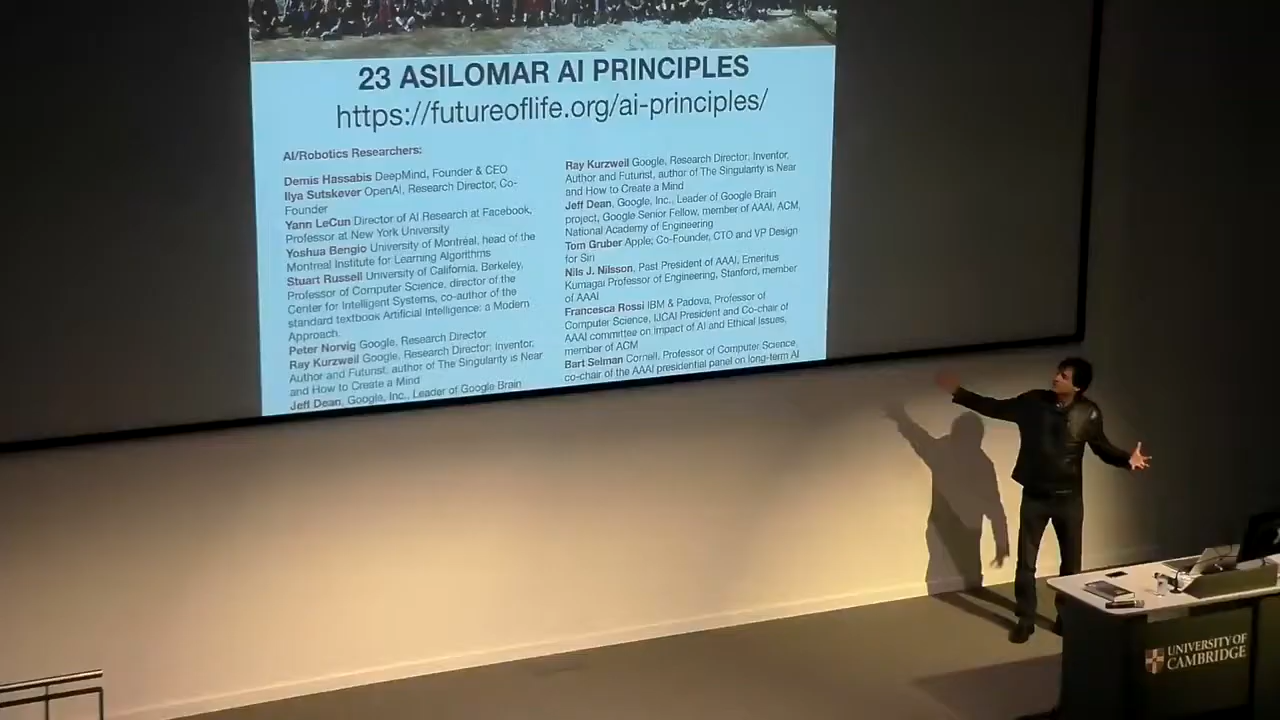 23 ASILOMAR AI PRINCIPLES
https://futureoflife.org/ai-principles/
AI/Robotics Researchers:
Demis Hassabis DeepMind, Founder & CEO
Ilya Sutskever OpenAI, Research Director, Co-
Founder
Yann LeCun Director of AI Research at Facebook,
Professor at New York University
Yoshua Bengio University of Montreal, head of the
Montreal Institute for Learning Algorithms
Stuart Russell University of California, Berkeley,
Professor of Computer Science, director of the
Center for Intelligent Systems, co-author of the
standard textbook Artificial Intelligence: a Modern
Approach.
Peter Norvig Google, Research Director
Ray Kurzweil Google, Research Director, Inventor,
Author and Futurist, author of The Singularity is Near
and How to Create a Mind
Jeff Dean, Google, Inc., Leader of Google Brain
Ray Kurzweil Google, Research Director, Inventor,
Author and Futurist, author of The Singularity is Near
and How to Create a Mind
Jeff Dean, Google, Inc., Leader of Google Brain
project, Google Senior Fellow, member of AAAI, ACM,
National Academy of Engineering
Tom Gruber Apple; Co-Founder, CTO and VP Design
for Siri
Nils J. Nilsson, Past President of AAAI, Emeritus
Kumagai Professor of Engineering, Stanford, member
of AAAI
Francesca Rossi IBM & Padova, Professor of
Computer Science, IJCAI President and Co-chair of
AAAI committee on impact of AI and Ethical Issues,
member of ACM
Bart Selman Cornell, Professor of Computer Science,
co-chair of the AAAI presidential panel on long-term AI
UNIVERSITY OF
CAMBRIDGE